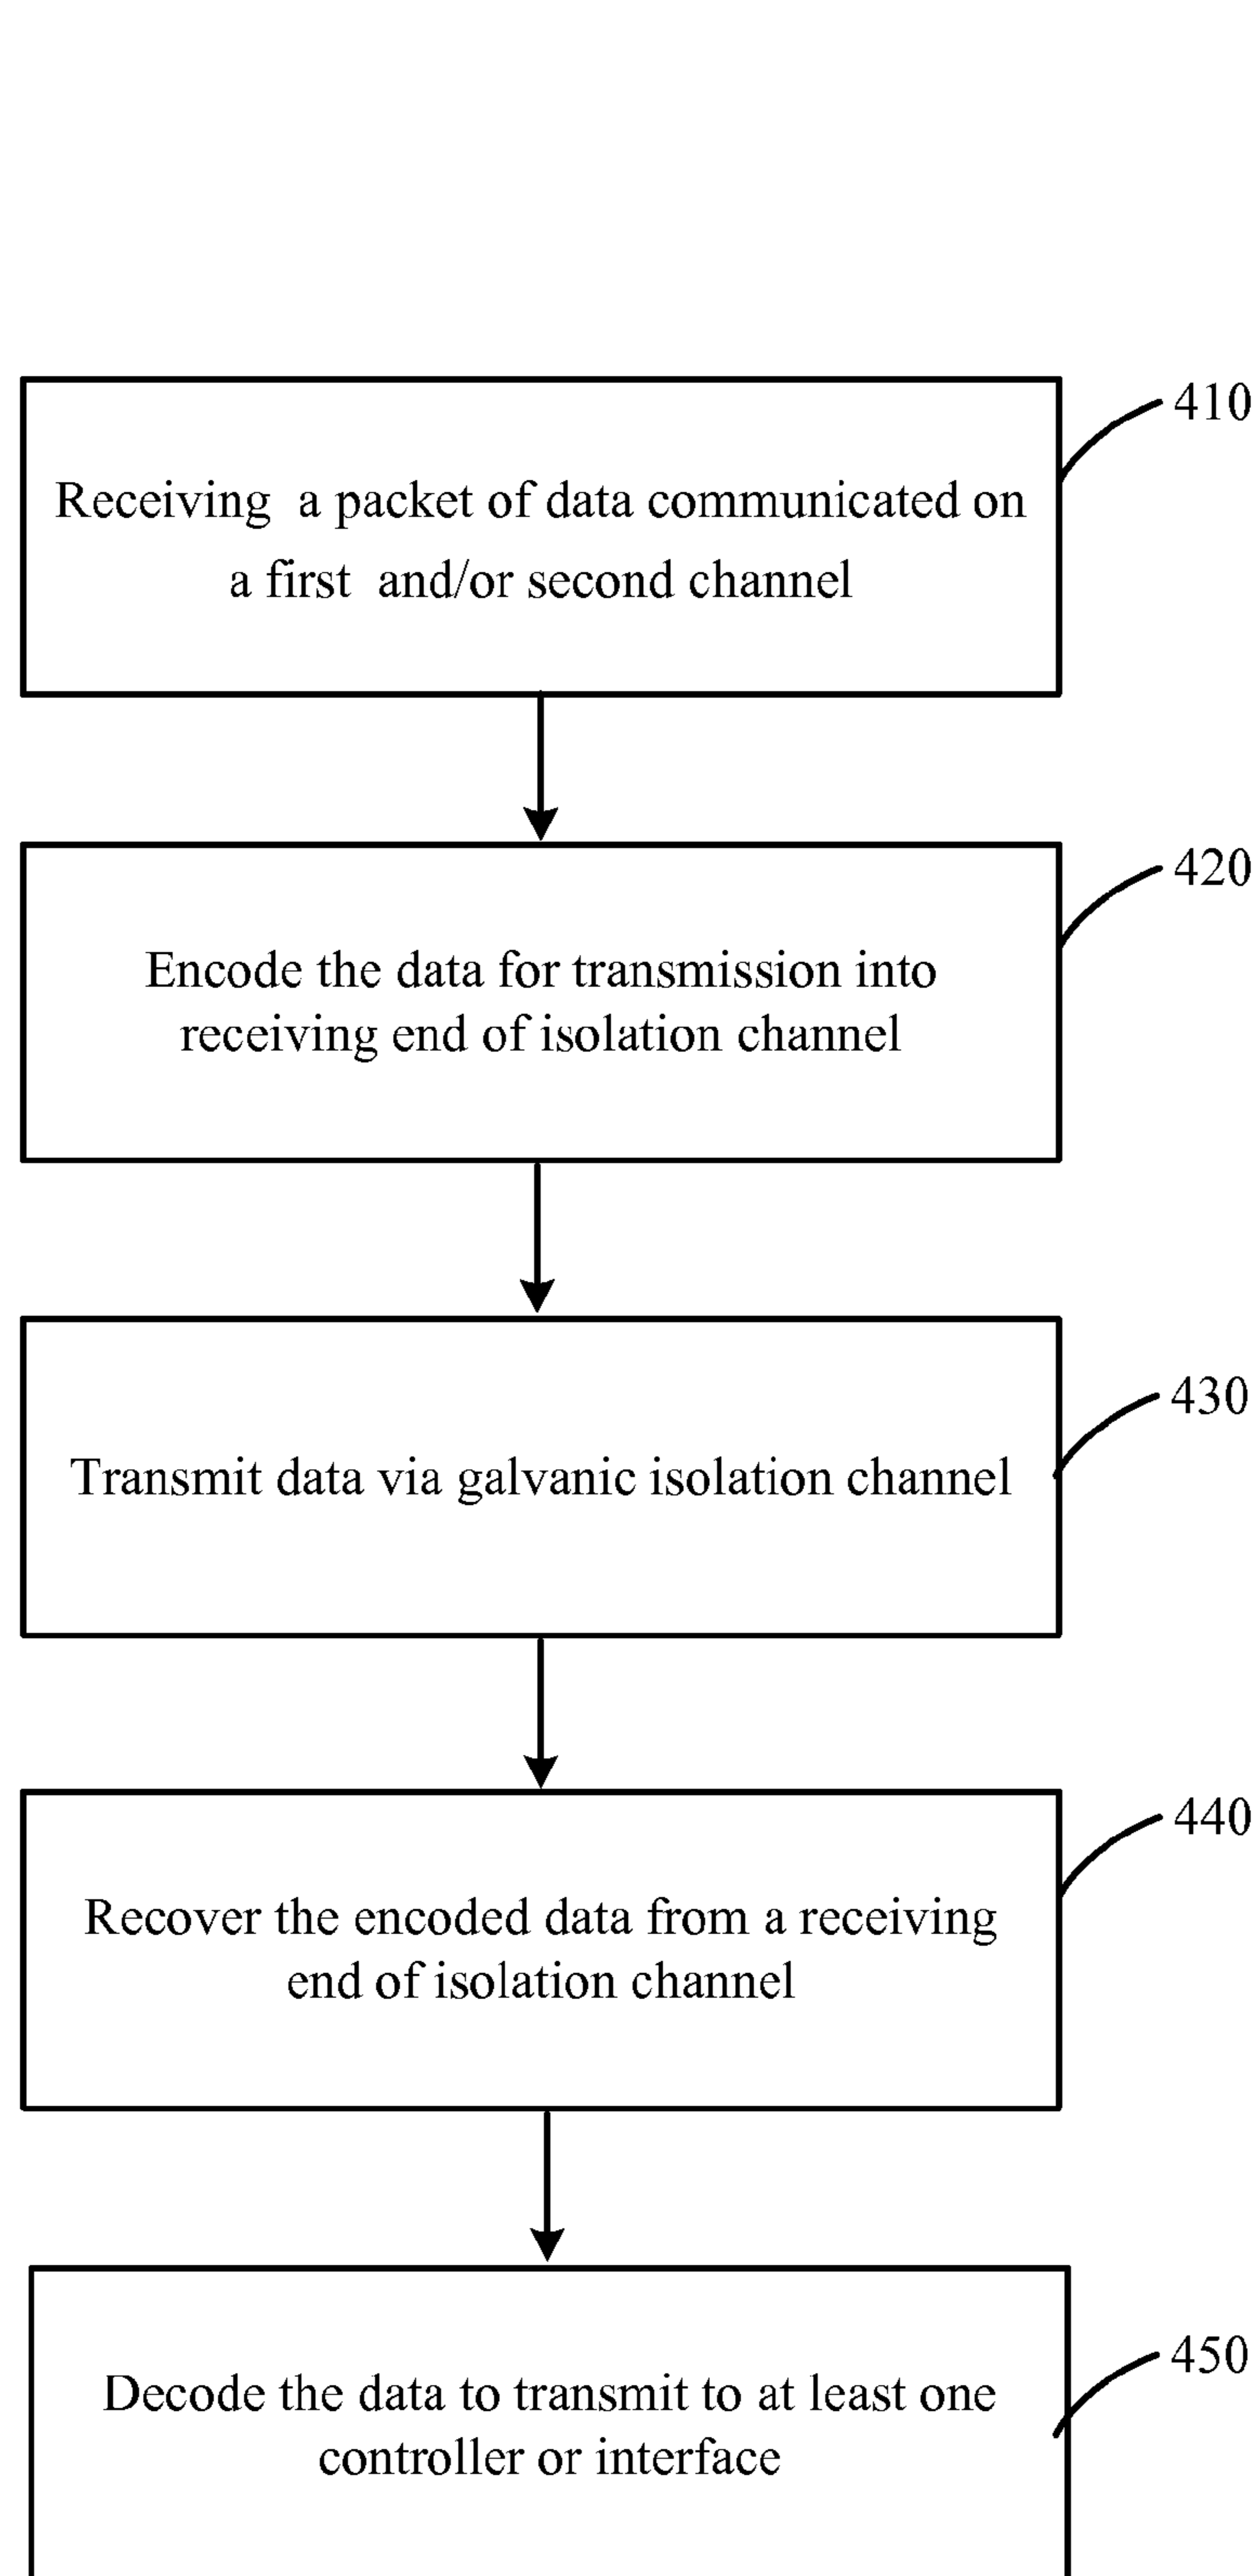 410
Receiving a packet of data communicated on
a first and/or second channel
420
Encode the data for transmission into
receiving end of isolation channel
430
Transmit data via galvanic isolation channel
440
Recover the encoded data from a receiving
end of isolation channel
450
Decode the data to transmit to at least one
controller or interface